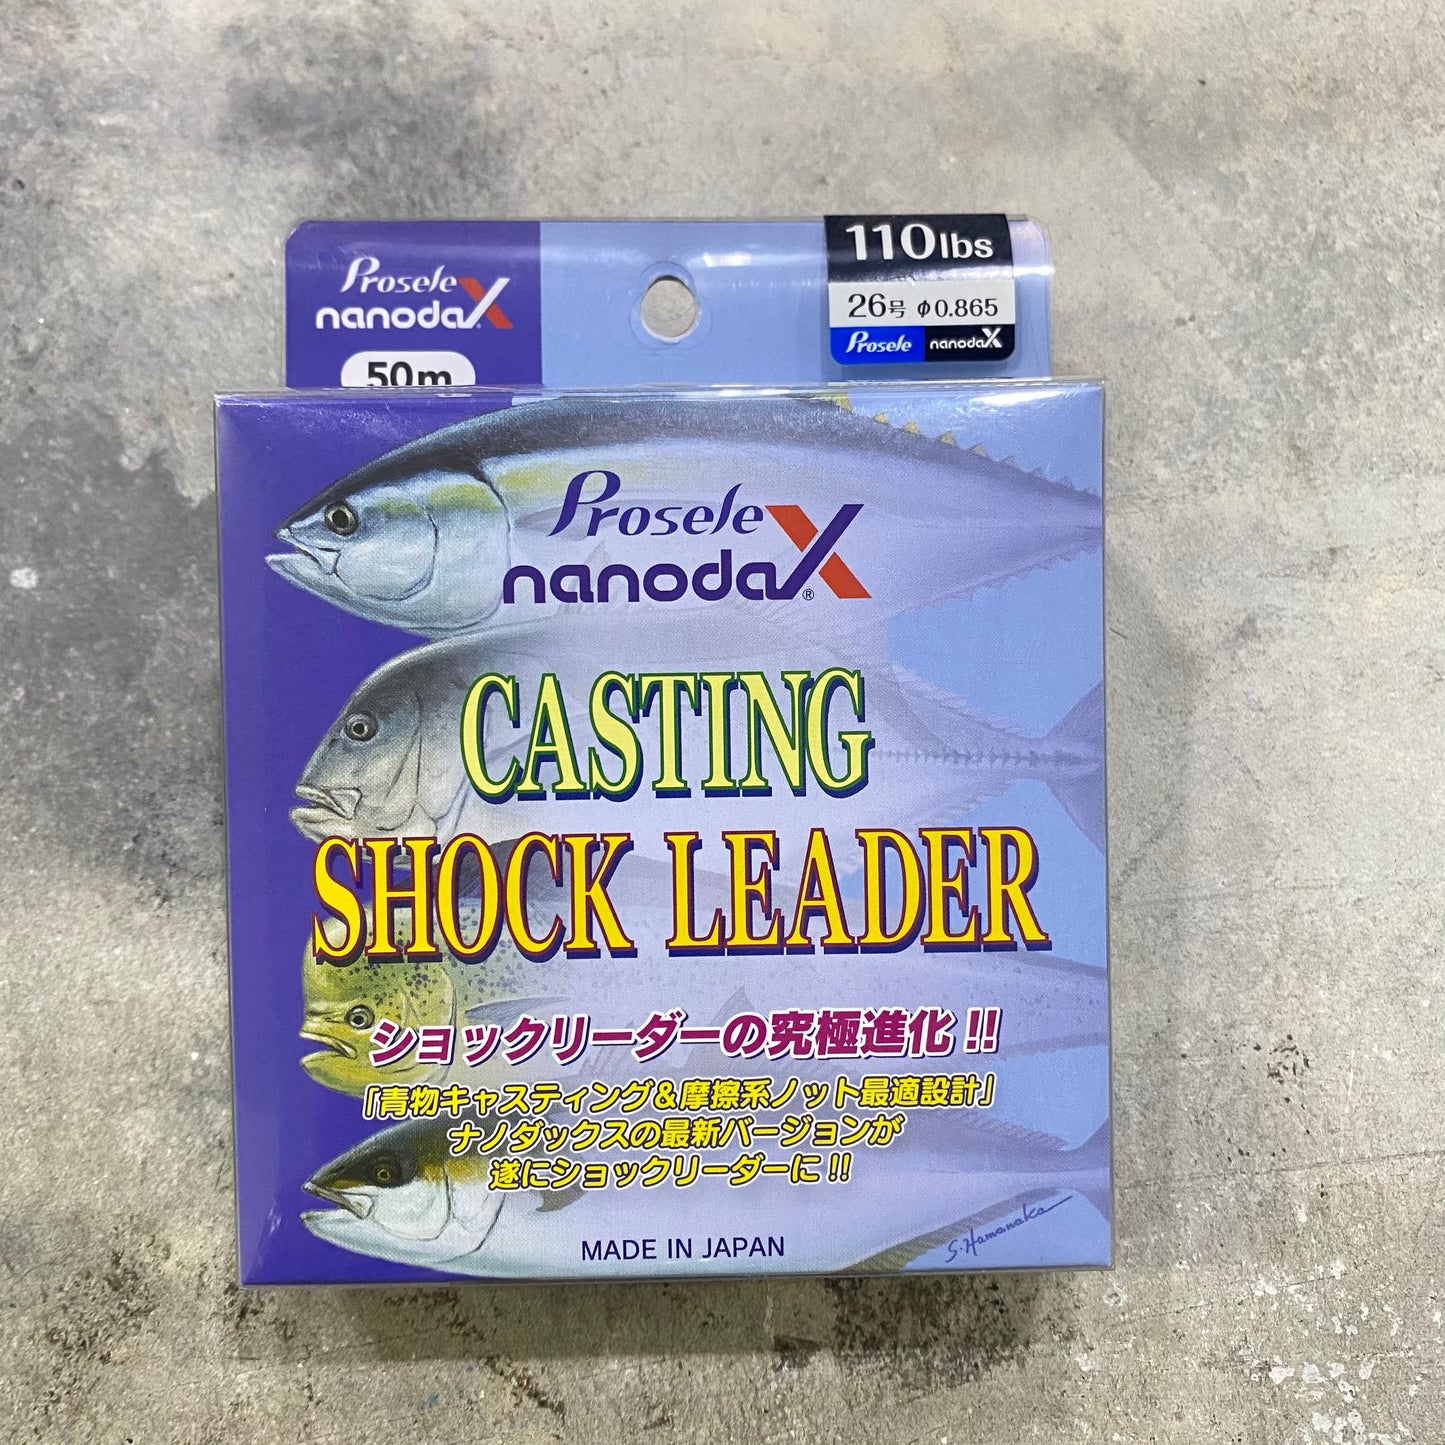 Prosele
nanodaX®
50m
110lbs
26号 φ0.865
Prosele nanodaX
Prosele
nanodaX®
CASTING
SHOCK LEADER
ショックリーダーの究極進化!!
「青物キャスティング&摩擦系ノット最適設計」
ナノダックスの最新バージョンが
遂にショックリーダーに!!
MADE IN JAPAN
S.Hamanaka